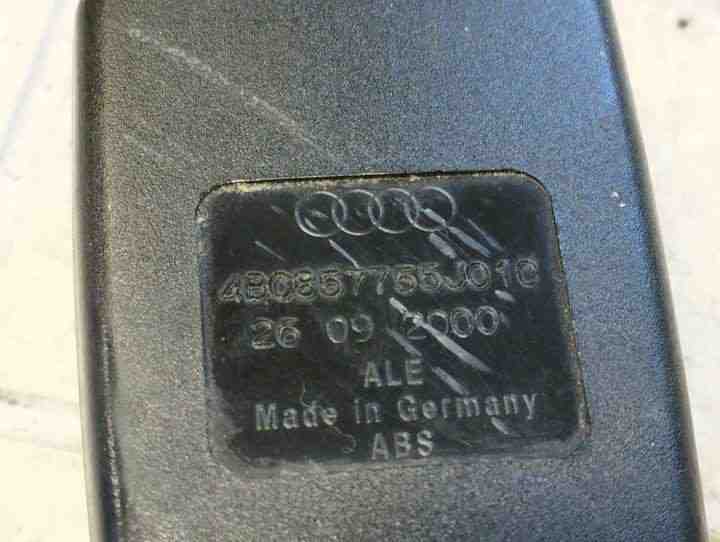 4B0857755J01C
26 09 2000
ALE
Made in Germany
ABS